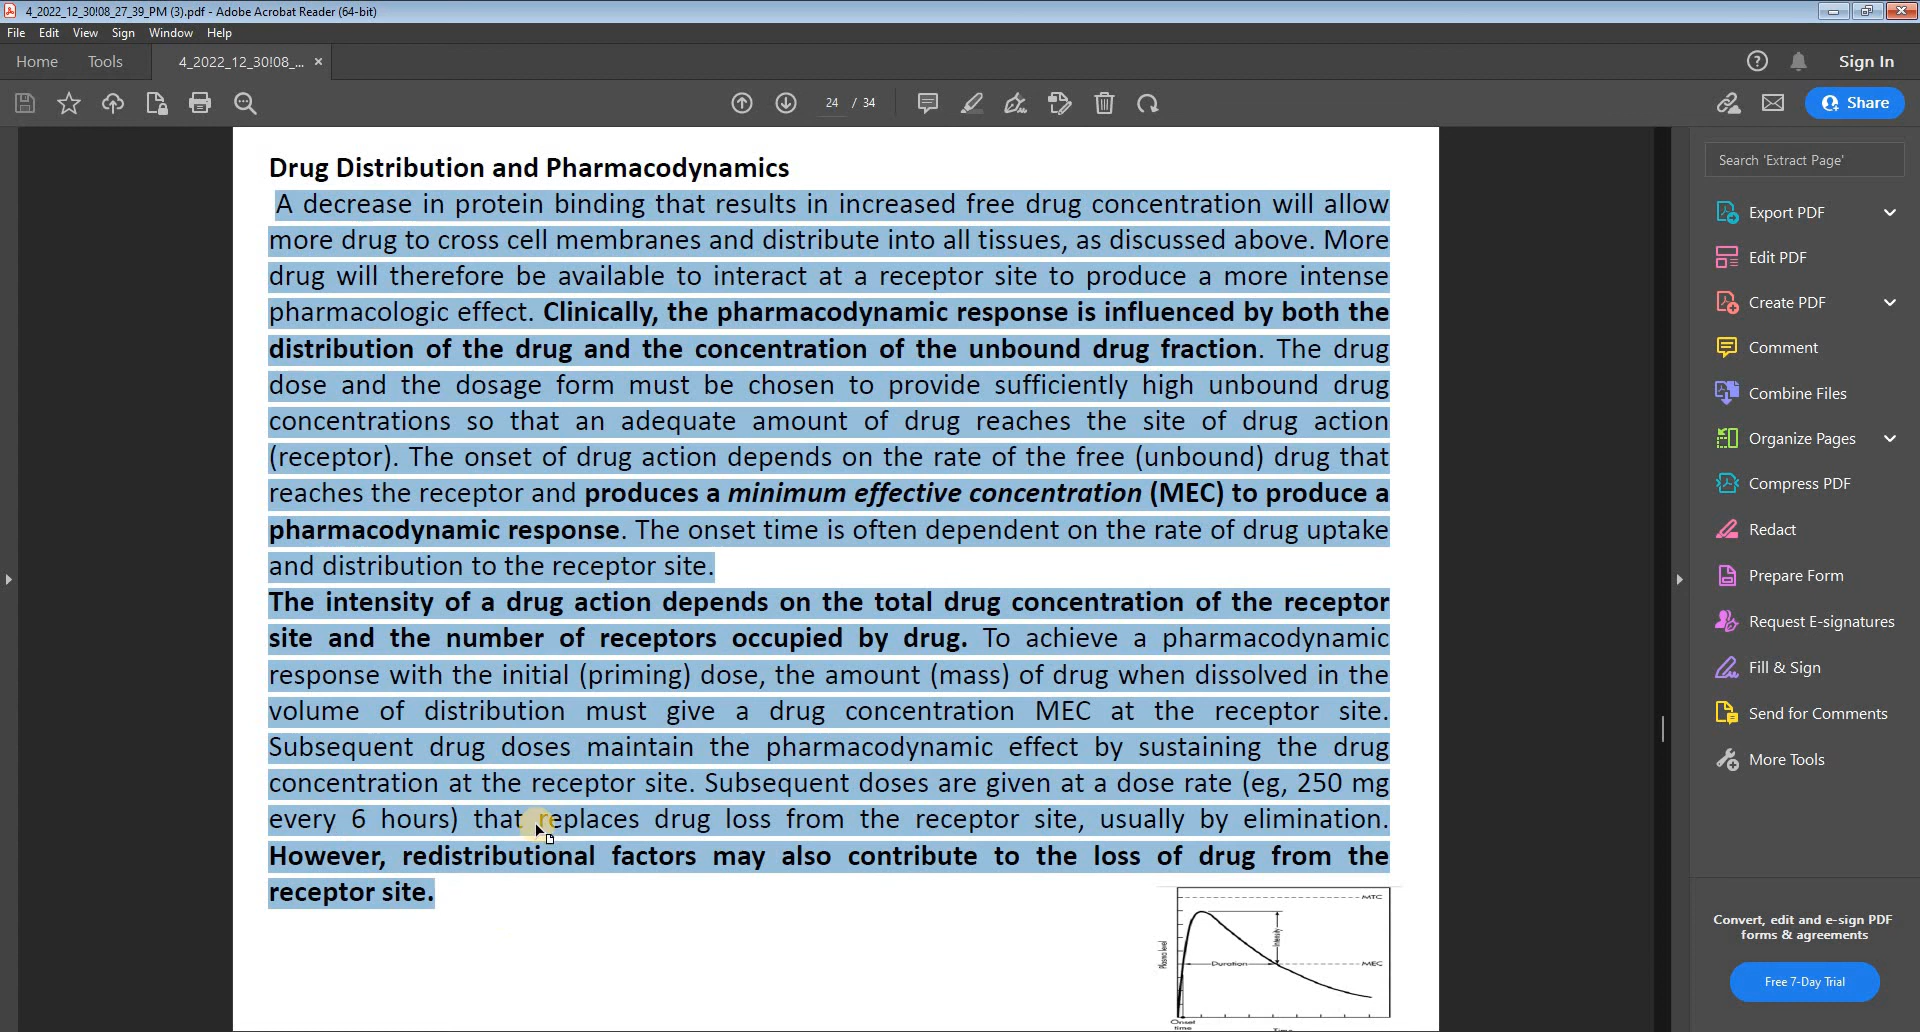 4_2022_12_30!08_27_39_PM (3).pdf - Adobe Acrobat Reader (64-bit)
File Edit View Sign Window Help
Home Tools 4_2022_12_30!08_... × Sign In
24 / 34 Share
Drug Distribution and Pharmacodynamics
A decrease in protein binding that results in increased free drug concentration will allow
more drug to cross cell membranes and distribute into all tissues, as discussed above. More
drug will therefore be available to interact at a receptor site to produce a more intense
pharmacologic effect. Clinically, the pharmacodynamic response is influenced by both the
distribution of the drug and the concentration of the unbound drug fraction. The drug
dose and the dosage form must be chosen to provide sufficiently high unbound drug
concentrations so that an adequate amount of drug reaches the site of drug action
(receptor). The onset of drug action depends on the rate of the free (unbound) drug that
reaches the receptor and produces a minimum effective concentration (MEC) to produce a
pharmacodynamic response. The onset time is often dependent on the rate of drug uptake
and distribution to the receptor site.
The intensity of a drug action depends on the total drug concentration of the receptor
site and the number of receptors occupied by drug. To achieve a pharmacodynamic
response with the initial (priming) dose, the amount (mass) of drug when dissolved in the
volume of distribution must give a drug concentration MEC at the receptor site.
Subsequent drug doses maintain the pharmacodynamic effect by sustaining the drug
concentration at the receptor site. Subsequent doses are given at a dose rate (eg, 250 mg
every 6 hours) that replaces drug loss from the receptor site, usually by elimination.
However, redistributional factors may also contribute to the loss of drug from the
receptor site.
MTC
Intensity
Plasma level
Duration
MEC
Onset
time
Time
Search 'Extract Page'
Export PDF
Edit PDF
Create PDF
Comment
Combine Files
Organize Pages
Compress PDF
Redact
Prepare Form
Request E-signatures
Fill & Sign
Send for Comments
More Tools
Convert, edit and e-sign PDF
forms & agreements
Free 7-Day Trial